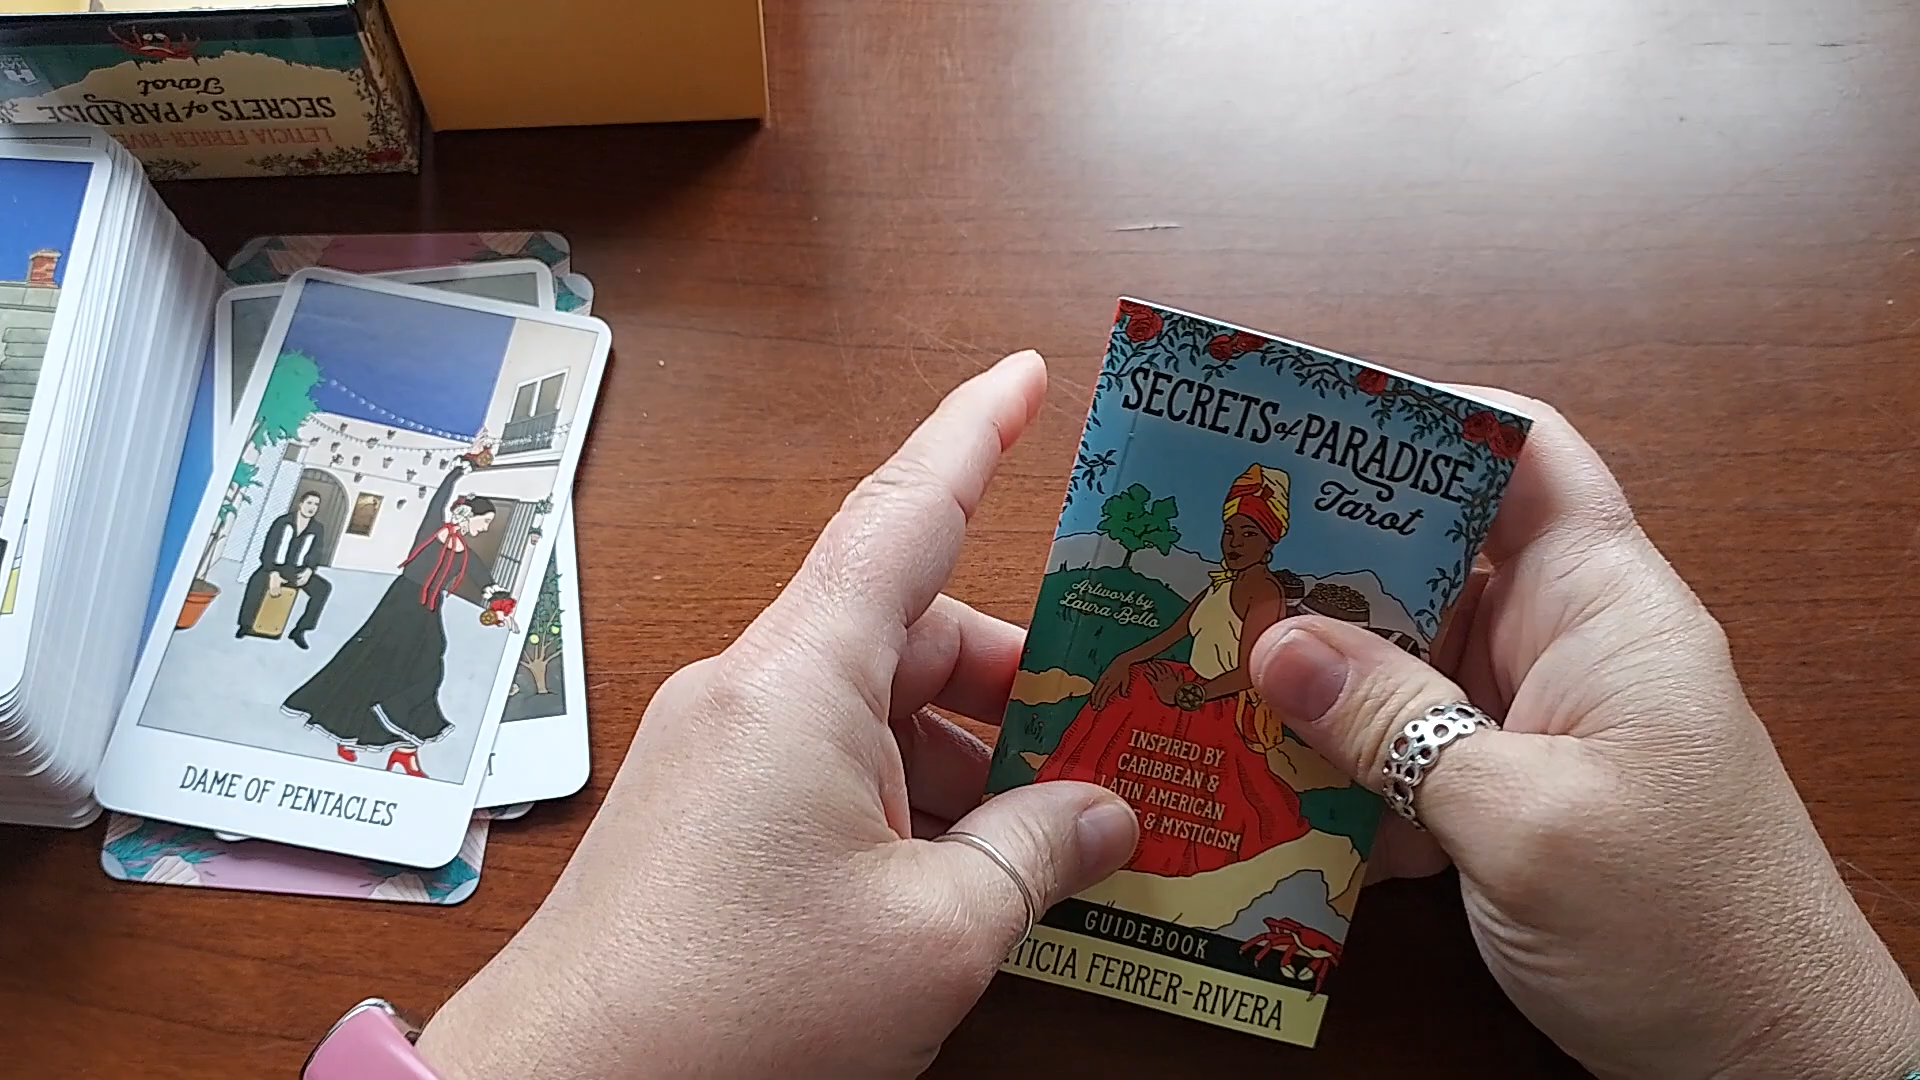 LETICIA FERRER-RIV
SECRETS of PARADISE
Tarot
DAME OF PENTACLES
SECRETS of PARADISE
Tarot
Artwork by
Laura Bello
INSPIRED BY
CARIBBEAN &
LATIN AMERICAN
& MYSTICISM
GUIDEBOOK
TICIA FERRER-RIVERA